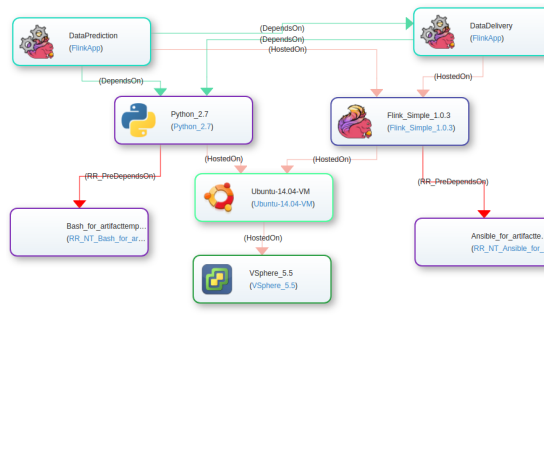 DataPrediction
(FlinkApp)
DataDelivery
(FlinkApp)
(DependsOn)
(DependsOn)
(HostedOn)
(DependsOn)
(HostedOn)
Python_2.7
(Python_2.7)
Flink_Simple_1.0.3
(Flink_Simple_1.0.3)
(HostedOn)
(HostedOn)
(RR_PreDependsOn)
(RR_PreDependsOn)
Ubuntu-14.04-VM
(Ubuntu-14.04-VM)
Bash_for_artifacttemp...
(RR_NT_Bash_for_ar...
Ansible_for_artifactte..
(RR_NT_Ansible_for_
(HostedOn)
VSphere_5.5
(VSphere_5.5)